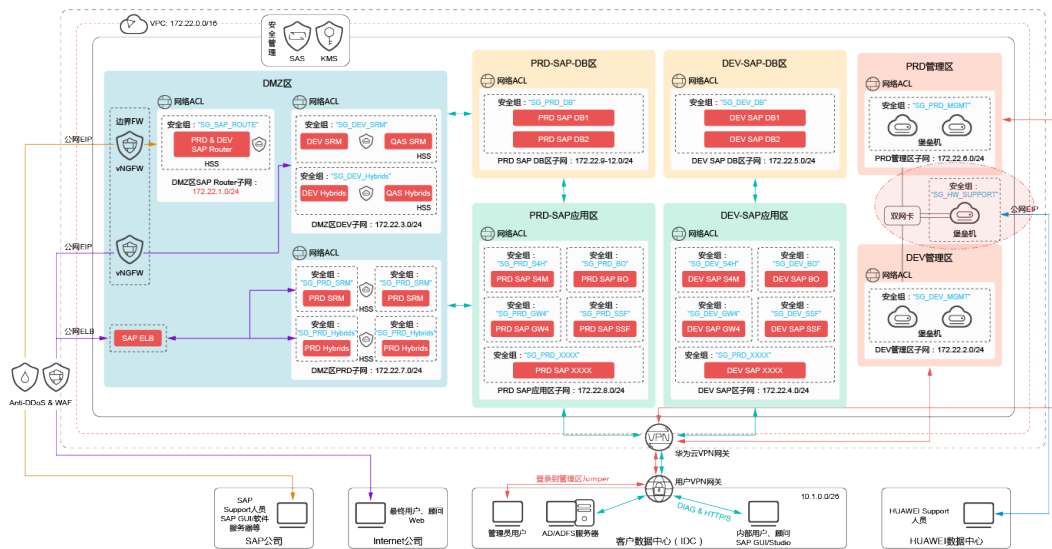 VPC: 172.22.0.0/16
安全管理
SAS
KMS
DMZ区
边界FW
vNGFW
vNGFW
公网EIP
公网EIP
公网ELB
SAP ELB
网络ACL
安全组："SG_SAP_ROUTE"
PRD & DEV
SAP Router
HSS
DMZ区SAP Router子网：
172.22.1.0/24
网络ACL
安全组："SG_DEV_SRM"
DEV SRM
QAS SRM
HSS
安全组："SG_DEV_Hybrids"
DEV Hybrids
QAS Hybrids
HSS
DMZ区DEV子网：172.22.3.0/24
网络ACL
安全组：
"SG_PRD_SRM"
PRD SRM
HSS
安全组：
"SG_PRD_SRM"
PRD SRM
安全组：
"SG_PRD_Hybrids"
PRD Hybrids
HSS
安全组：
"SG_PRD_Hybrids"
PRD Hybrids
DMZ区PRD子网：172.22.7.0/24
PRD-SAP-DB区
网络ACL
安全组："SG_PRD_DB"
PRD SAP DB1
PRD SAP DB2
PRD SAP DB区子网：172.22.9-12.0/24
DEV-SAP-DB区
网络ACL
安全组："SG_DEV_DB"
DEV SAP DB1
DEV SAP DB2
DEV SAP DB区子网：172.22.5.0/24
PRD-SAP应用区
网络ACL
安全组：
"SG_PRD_S4H"
PRD SAP S4M
安全组：
"SG_PRD_BO"
PRD SAP BO
安全组：
"SG_PRD_GW4"
PRD SAP GW4
安全组：
"SG_PRD_SSF"
PRD SAP SSF
安全组："SG_PRD_XXXX"
PRD SAP XXXX
PRD SAP应用区子网：172.22.8.0/24
DEV-SAP应用区
网络ACL
安全组：
"SG_DEV_S4H"
DEV SAP S4M
安全组：
"SG_DEV_BO"
DEV SAP BO
安全组：
"SG_DEV_GW4"
DEV SAP GW4
安全组：
"SG_DEV_SSF"
DEV SAP SSF
安全组："SG_PRD_XXXX"
DEV SAP XXXX
DEV SAP区子网：172.22.4.0/24
PRD管理区
网络ACL
安全组："SG_PRD_MGMT"
堡垒机
PRD管理区子网：172.22.6.0/24
安全组：
"SG_HW_SUPPORT"
双网卡
堡垒机
公网EIP
DEV管理区
网络ACL
安全组："SG_DEV_MGMT"
堡垒机
DEV管理区子网：172.22.2.0/24
Anti-DDoS & WAF
VPN
华为云VPN网关
用户VPN网关
登录到管理区Jumper
DIAG & HTTP/S
10.1.0.0/26
SAP
Support人员
SAP GUI/软件
服务器等
SAP公司
最终用户、顾问
Web
Internet公司
管理员用户
AD/ADFS服务器
内部用户、顾问
SAP GUI/Studio
客户数据中心（IDC）
HUAWEI Support
人员
HUAWEI数据中心